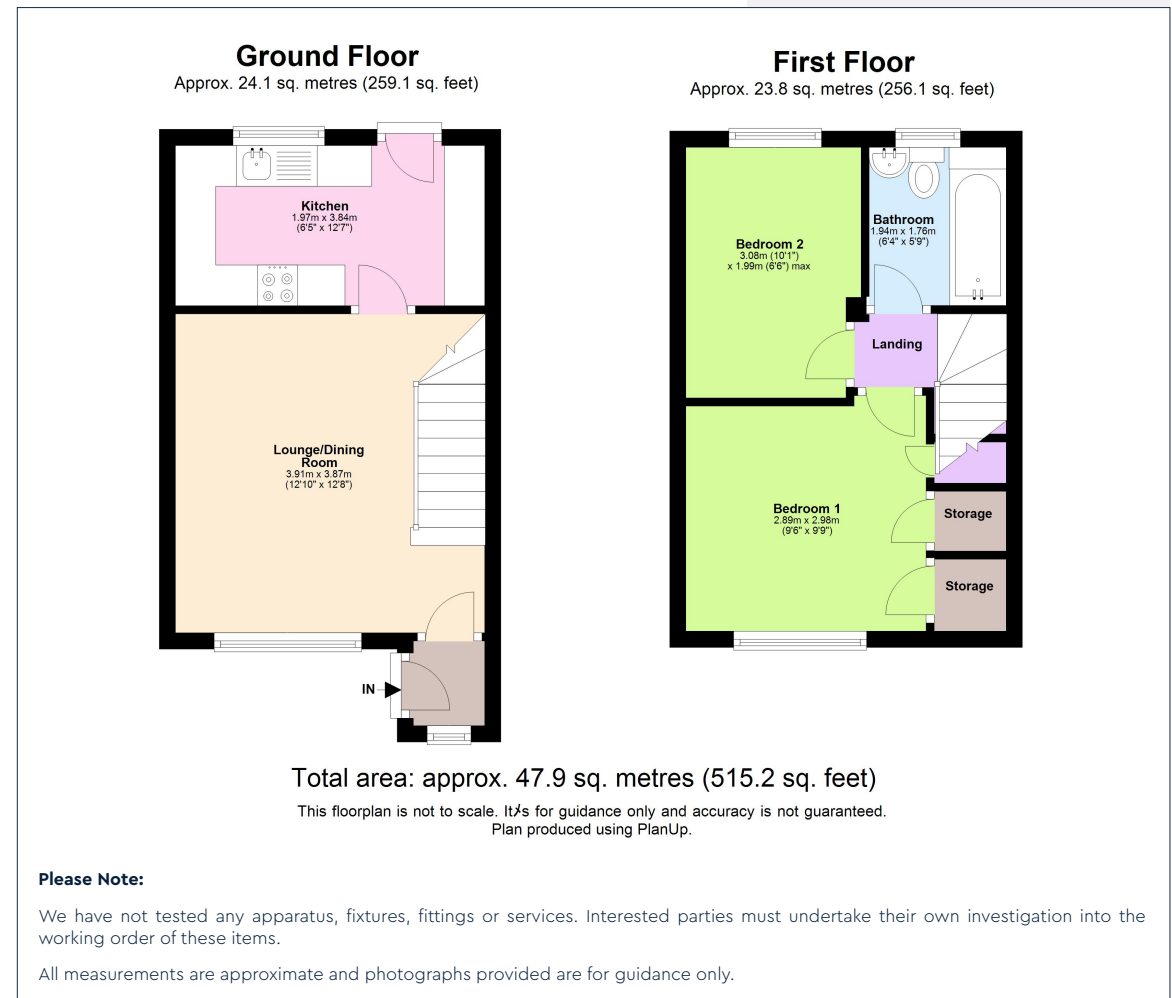 Ground Floor
Approx. 24.1 sq. metres (259.1 sq. feet)
Kitchen
1.97m x 3.84m
(6'5" x 12'7")
Lounge/Dining
Room
3.91m x 3.87m
(12'10" x 12'8")
IN
First Floor
Approx. 23.8 sq. metres (256.1 sq. feet)
Bedroom 2
3.08m (10'1")
x 1.99m (6'6") max
Bathroom
1.94m x 1.76m
(6'4" x 5'9")
Landing
Bedroom 1
2.89m x 2.98m
(9'6" x 9'9")
Storage
Storage
Total area: approx. 47.9 sq. metres (515.2 sq. feet)
This floorplan is not to scale. It's for guidance only and accuracy is not guaranteed.
Plan produced using PlanUp.
Please Note:
We have not tested any apparatus, fixtures, fittings or services. Interested parties must undertake their own investigation into the
working order of these items.
All measurements are approximate and photographs provided are for guidance only.